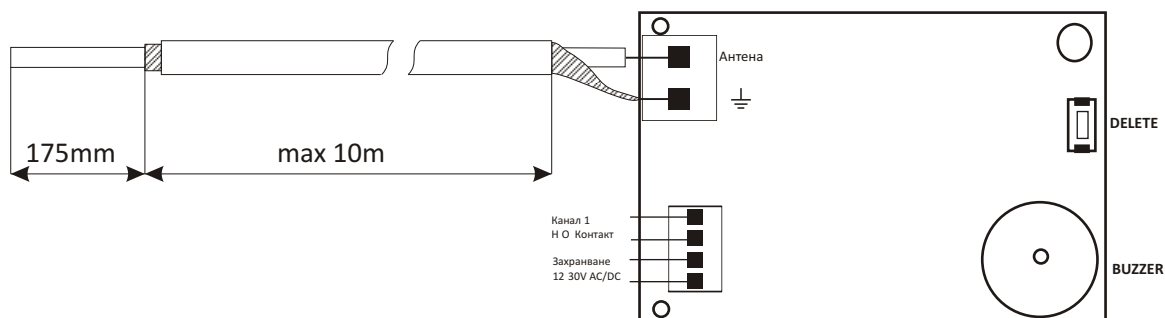 Антена
DELETE
175mm
max 10m
Канал 1
Н О Контакт
Захранване
12 30V AC/DC
BUZZER